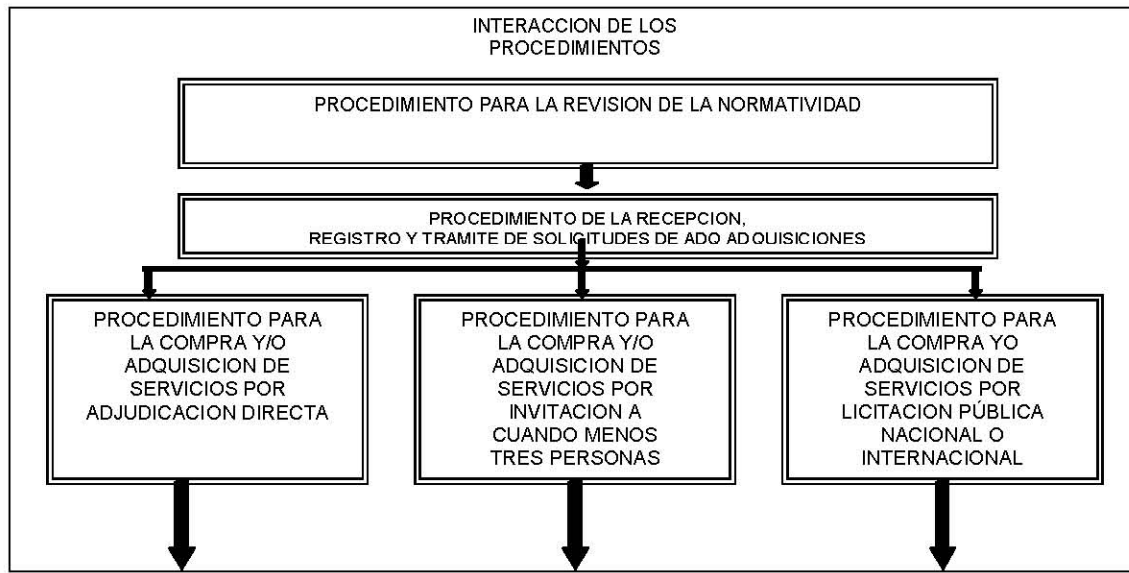 INTERACCION DE LOS
PROCEDIMIENTOS
PROCEDIMIENTO PARA LA REVISION DE LA NORMATIVIDAD
PROCEDIMIENTO DE LA RECEPCION,
REGISTRO Y TRAMITE DE SOLICITUDES DE ADQ ADQUISICIONES
PROCEDIMIENTO PARA
LA COMPRA Y/O
ADQUISICION DE
SERVICIOS POR
ADJUDICACION DIRECTA
PROCEDIMIENTO PARA
LA COMPRA Y/O
ADQUISICION DE
SERVICIOS POR
INVITACION A
CUANDO MENOS
TRES PERSONAS
PROCEDIMIENTO PARA
LA COMPRA YO
ADQUISICION DE
SERVICIOS POR
LICITACION PÚBLICA
NACIONAL O
INTERNACIONAL